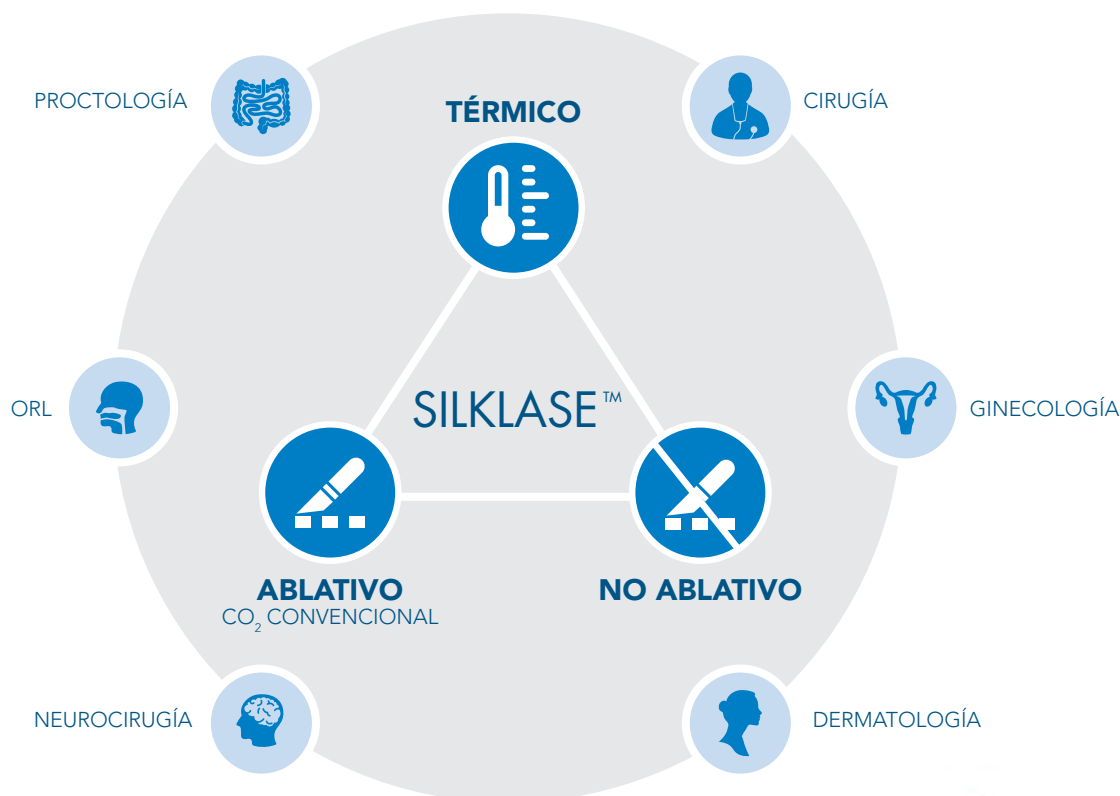 PROCTOLOGÍA
TÉRMICO
CIRUGÍA
ORL
SILKLASE™
GINECOLOGÍA
ABLATIVO
CO₂ CONVENCIONAL
NO ABLATIVO
NEUROCIRUGÍA
DERMATOLOGÍA